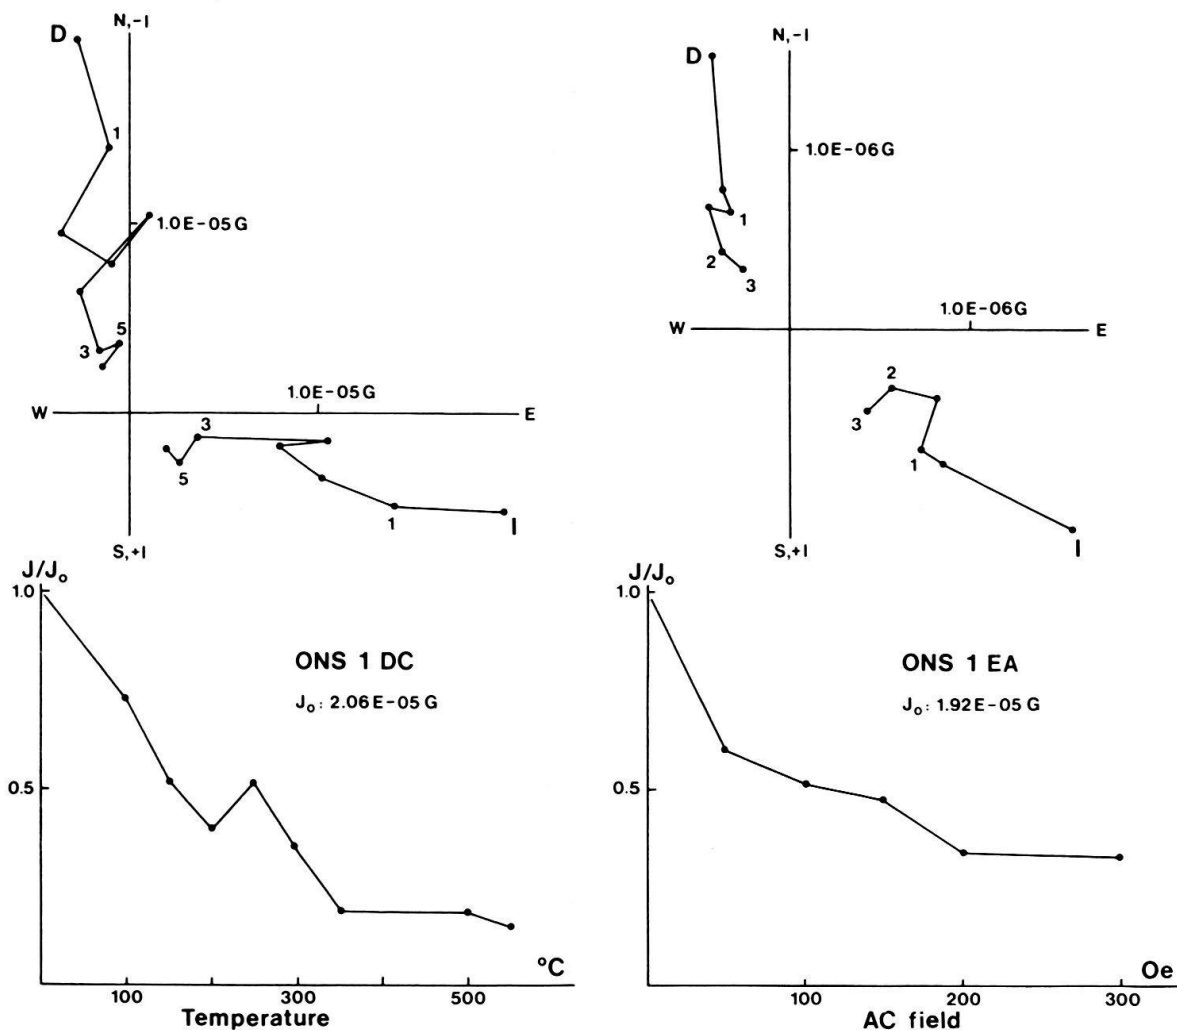 N,-I
D
1
1.0E-05G
5
3
1.0E-05G
W
E
3
5
1
I
S,+I
N,-I
D
1.0E-06G
1
2
3
1.0E-06G
W
E
2
3
1
I
S,+I
J/Jo
1.0
ONS 1 DC
Jo: 2.06E-05 G
0.5
°C
100
300
500
Temperature
J/Jo
1.0
ONS 1 EA
Jo: 1.92E-05 G
0.5
Oe
100
200
300
AC field